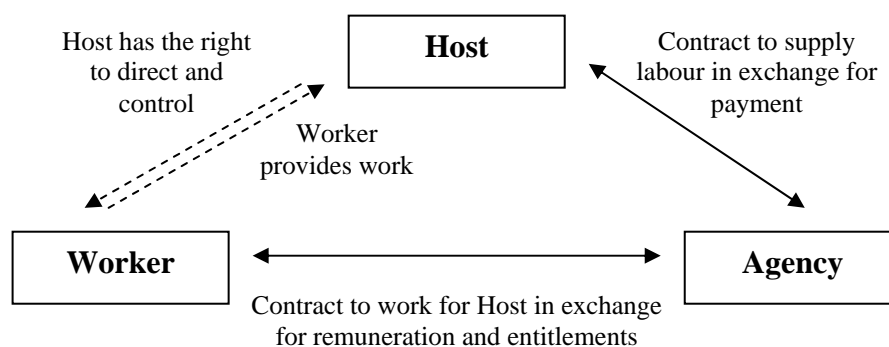 Host has the right
to direct and
control
Host
Contract to supply
labour in exchange for
payment
Worker
provides work
Worker
Agency
Contract to work for Host in exchange
for remuneration and entitlements